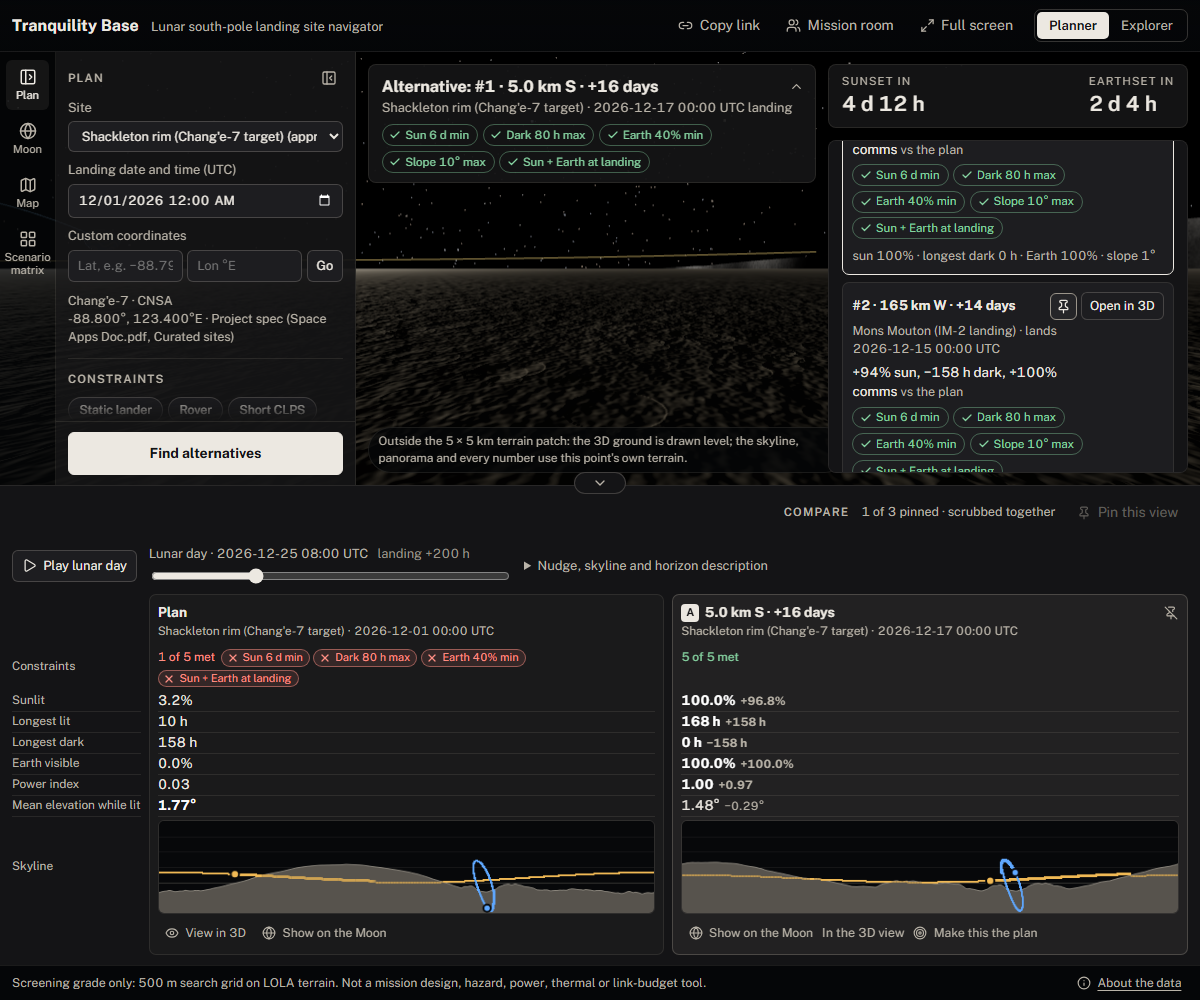 Tranquility Base Lunar south-pole landing site navigator
Copy link Mission room Full screen Planner Explorer
Plan
Moon
Map
Scenario
matrix
PLAN
Site
Shackleton rim (Chang'e-7 target) (appr
Landing date and time (UTC)
12/01/2026 12:00 AM
Custom coordinates
Lat, e.g. −88.79 Lon °E Go
Chang'e-7 · CNSA
-88.800°, 123.400°E · Project spec (Space
Apps Doc.pdf, Curated sites)
CONSTRAINTS
Static lander Rover Short CLPS
Find alternatives
Alternative: #1 · 5.0 km S · +16 days
Shackleton rim (Chang'e-7 target) · 2026-12-17 00:00 UTC landing
Sun 6 d min Dark 80 h max Earth 40% min
Slope 10° max Sun + Earth at landing
Outside the 5 × 5 km terrain patch: the 3D ground is drawn level; the skyline,
panorama and every number use this point's own terrain.
SUNSET IN EARTHSET IN
4 d 12 h 2 d 4 h
comms vs the plan
Sun 6 d min Dark 80 h max
Earth 40% min Slope 10° max
Sun + Earth at landing
sun 100% · longest dark 0 h · Earth 100% · slope 1°
#2 · 165 km W · +14 days Open in 3D
Mons Mouton (IM-2 landing) · lands
2026-12-15 00:00 UTC
+94% sun, −158 h dark, +100%
comms vs the plan
Sun 6 d min Dark 80 h max
Earth 40% min Slope 10° max
Sun + Earth at landing
COMPARE 1 of 3 pinned · scrubbed together Pin this view
Play lunar day
Lunar day · 2026-12-25 08:00 UTC landing +200 h
Nudge, skyline and horizon description
Plan
Shackleton rim (Chang'e-7 target) · 2026-12-01 00:00 UTC
A 5.0 km S · +16 days
Shackleton rim (Chang'e-7 target) · 2026-12-17 00:00 UTC
Constraints 1 of 5 met Sun 6 d min Dark 80 h max Earth 40% min
Sun + Earth at landing
5 of 5 met
Sunlit 3.2% 100.0% +96.8%
Longest lit 10 h 168 h +158 h
Longest dark 158 h 0 h −158 h
Earth visible 0.0% 100.0% +100.0%
Power index 0.03 1.00 +0.97
Mean elevation while lit 1.77° 1.48° −0.29°
Skyline
View in 3D Show on the Moon
Show on the Moon In the 3D view Make this the plan
Screening grade only: 500 m search grid on LOLA terrain. Not a mission design, hazard, power, thermal or link-budget tool.
About the data